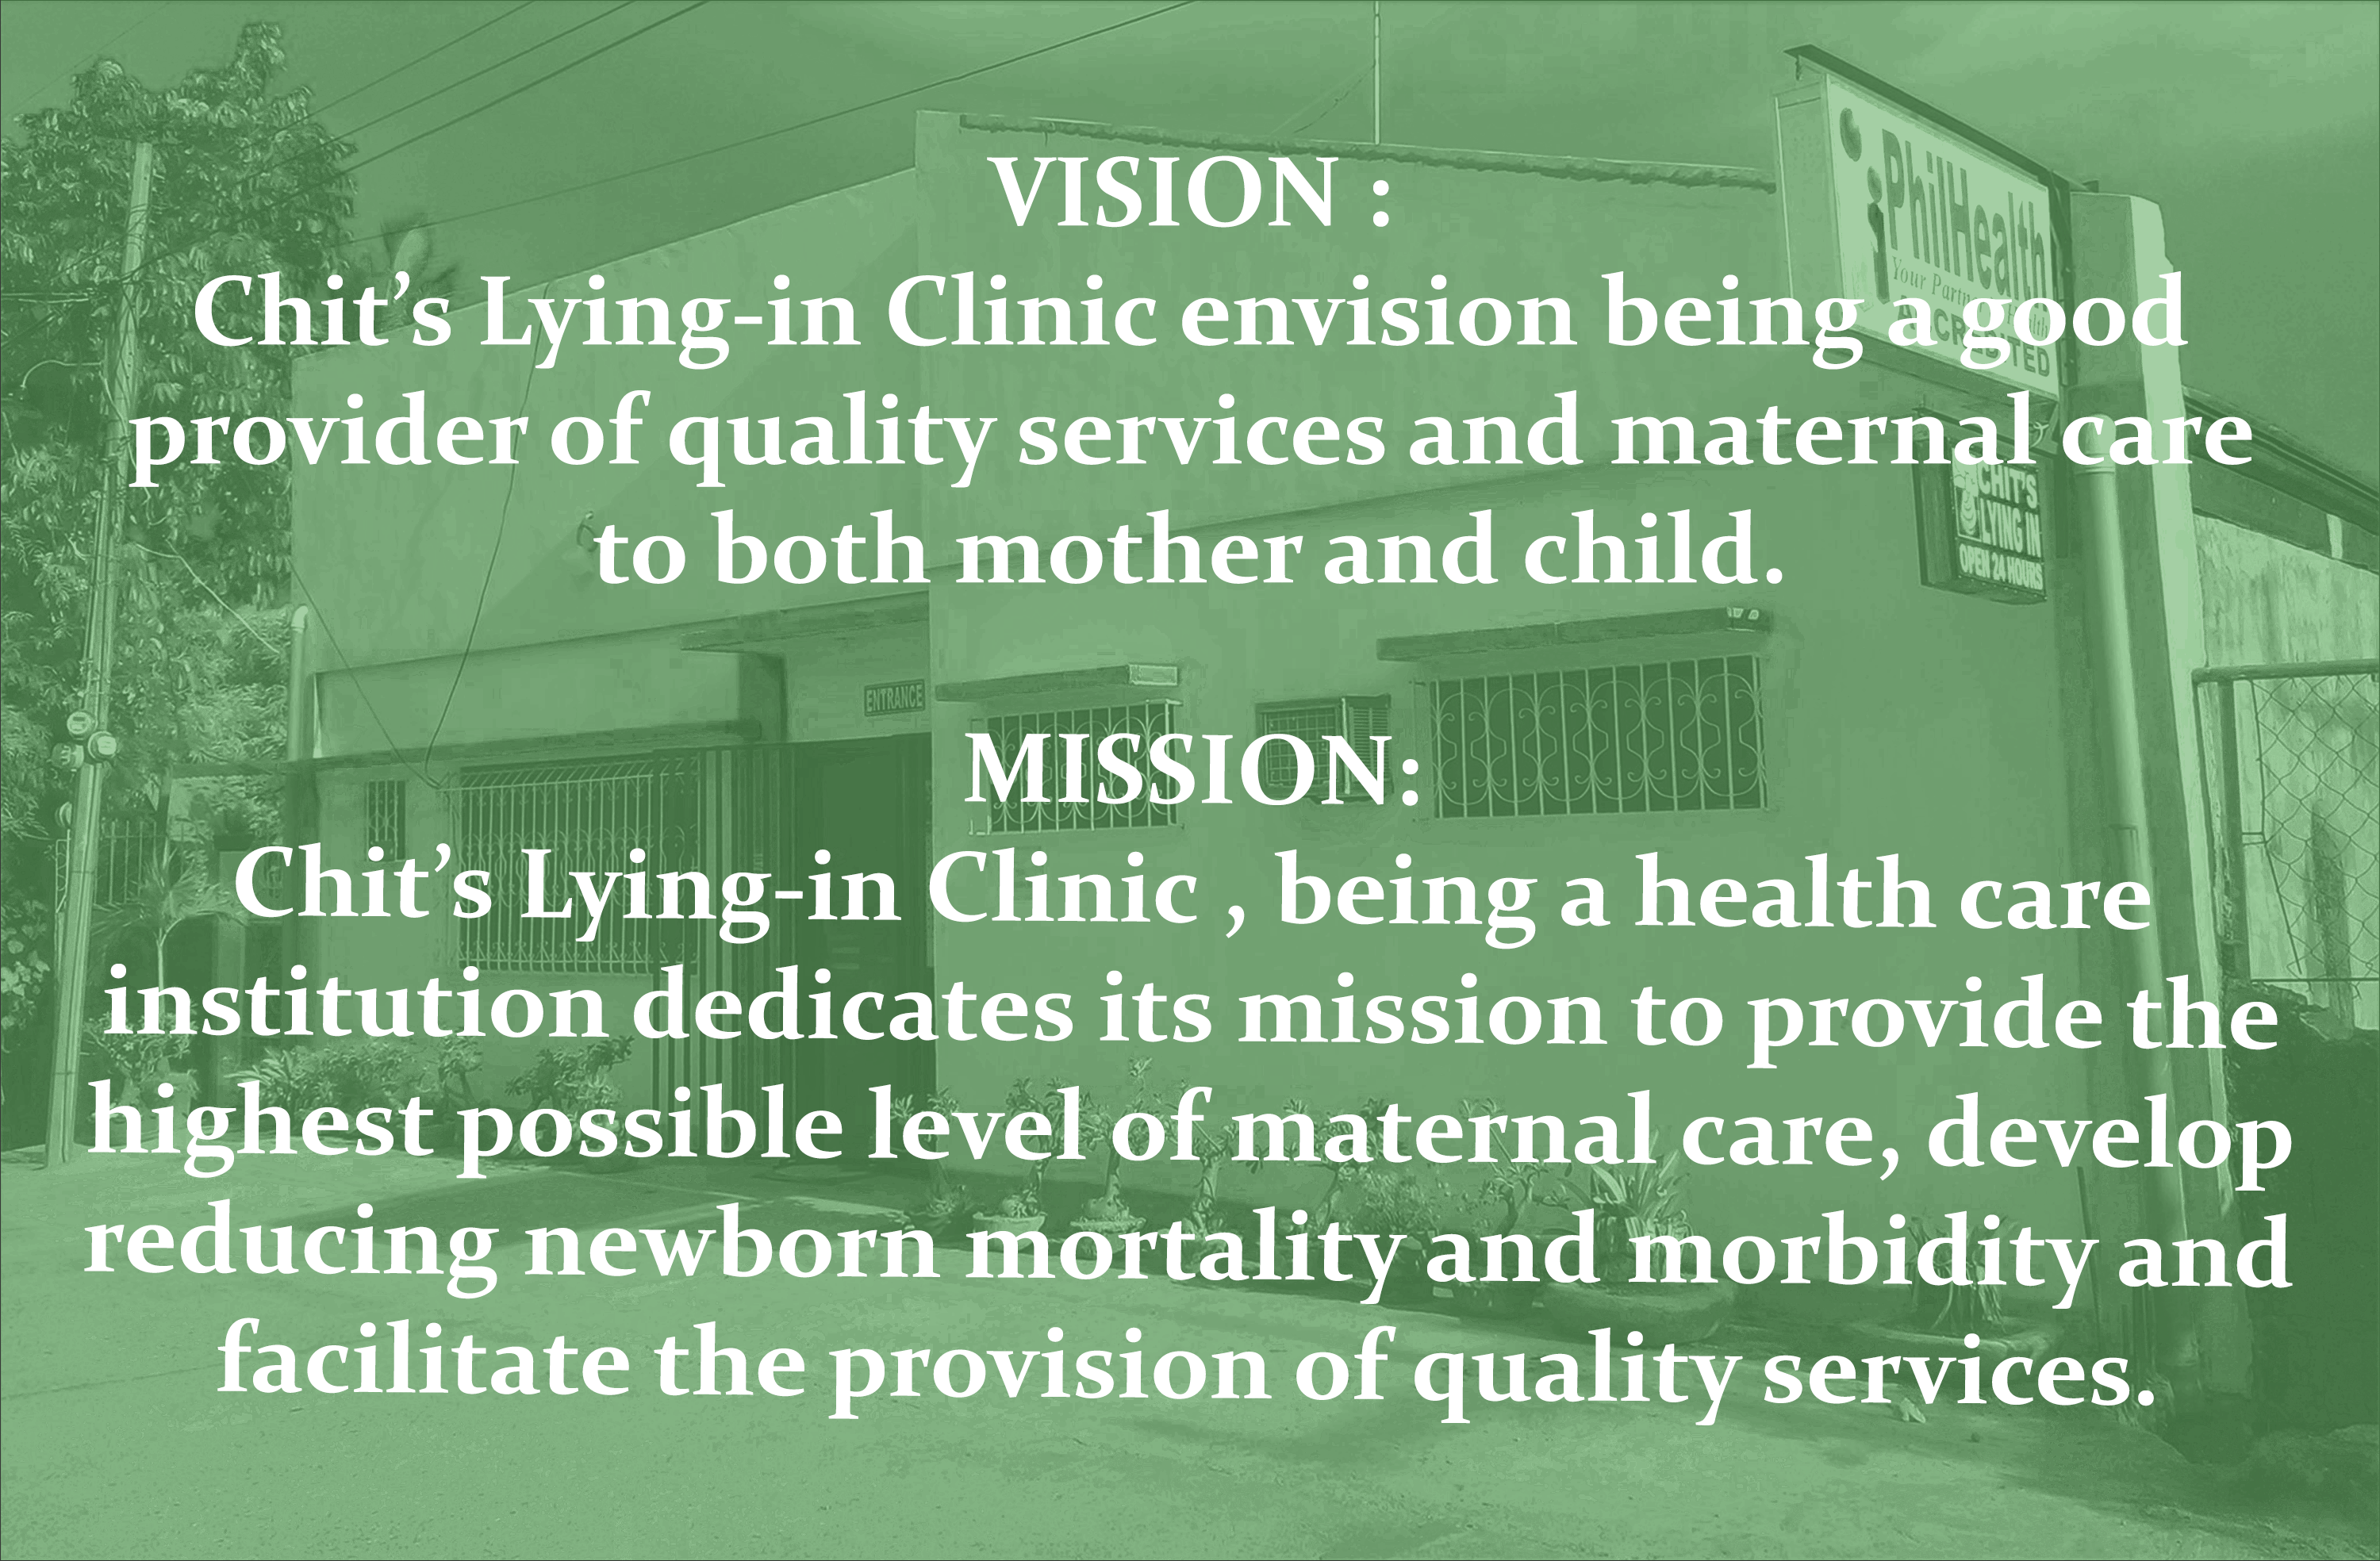 VISION :
Chit’s Lying-in Clinic envision being a good
provider of quality services and maternal care
to both mother and child.
MISSION:
Chit’s Lying-in Clinic , being a health care
institution dedicates its mission to provide the
highest possible level of maternal care, develop
reducing newborn mortality and morbidity and
facilitate the provision of quality services.
PhilHealth
Your Partner in Health
ACCREDITED
CHIT'S
LYING IN
OPEN 24 HOURS
ENTRANCE